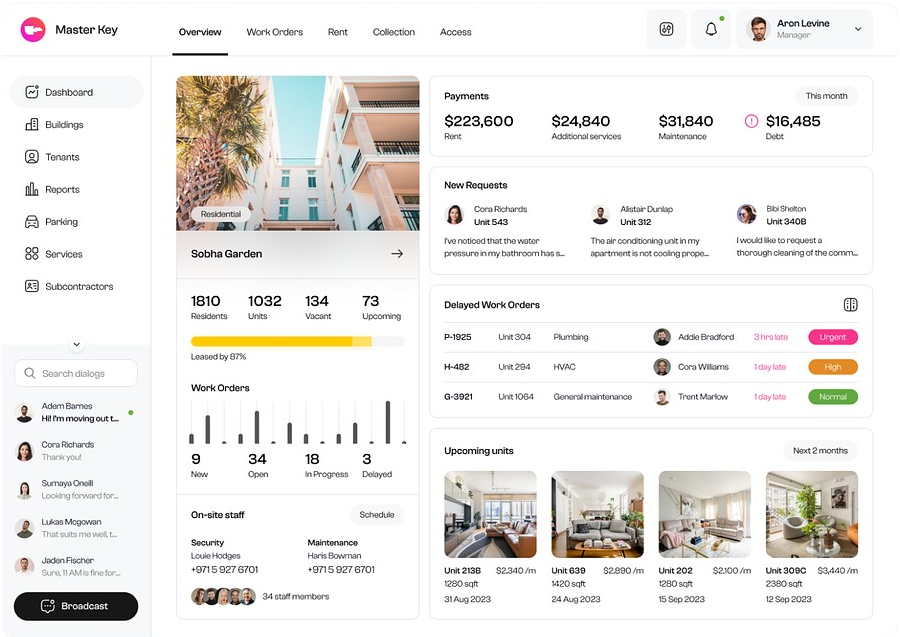 Master Key
Overview
Work Orders
Rent
Collection
Access
Aron Levine
Manager
Dashboard
Buildings
Tenants
Reports
Parking
Services
Subcontractors
Search dialogs
Adem Barnes
Hi! I'm moving out t...
Cora Richards
Thank you!
Sumaya Oneill
Looking forward for...
Lukas Mcgowan
That suits me well, t...
Jaden Fischer
Sure, 11 AM is fine for...
Broadcast
Residential
Sobha Garden
1810 1032 134 73
Residents Units Vacant Upcoming
Leased by 87%
Work Orders
9 34 18 3
New Open In Progress Delayed
On-site staff
Schedule
Security Maintenance
Louie Hodges Haris Bowman
+971 5 927 6701 +971 5 927 6701
34 staff members
Payments
This month
$223,600 $24,840 $31,840 $16,485
Rent Additional services Maintenance Debt
New Requests
Cora Richards
Unit 543
I've noticed that the water
pressure in my bathroom has s...
Alistair Dunlap
Unit 312
The air conditioning unit in my
apartment is not cooling prope...
Bibi Shelton
Unit 340B
I would like to request a
thorough cleaning of the comm...
Delayed Work Orders
P-1925 Unit 304 Plumbing Addie Bradford 3 hrs late Urgent
H-482 Unit 294 HVAC Cora Williams 1 day late High
G-3921 Unit 1064 General maintenance Trent Marlow 1 day late Normal
Upcoming units
Next 2 months
Unit 213B $2,340 /m
1280 sqft
31 Aug 2023
Unit 639 $2,890 /m
1420 sqft
24 Aug 2023
Unit 202 $2,100 /m
2380 sqft
15 Sep 2023
Unit 309C $3,440 /m
2380 sqft
12 Sep 2023